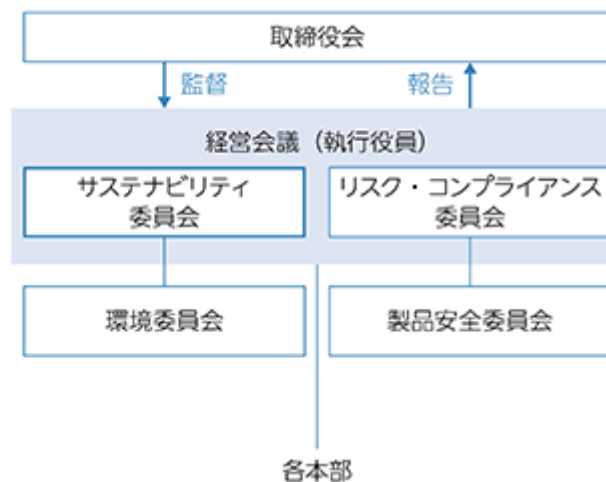 取締役会
監督
報告
経営会議（執行役員）
サステナビリティ
委員会
リスク・コンプライアンス
委員会
環境委員会
製品安全委員会
各本部